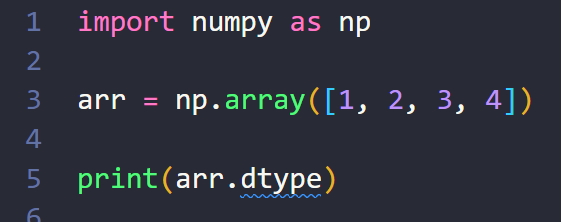 1 import numpy as np
2
3 arr = np.array([1, 2, 3, 4])
4
5 print(arr.dtype)
6